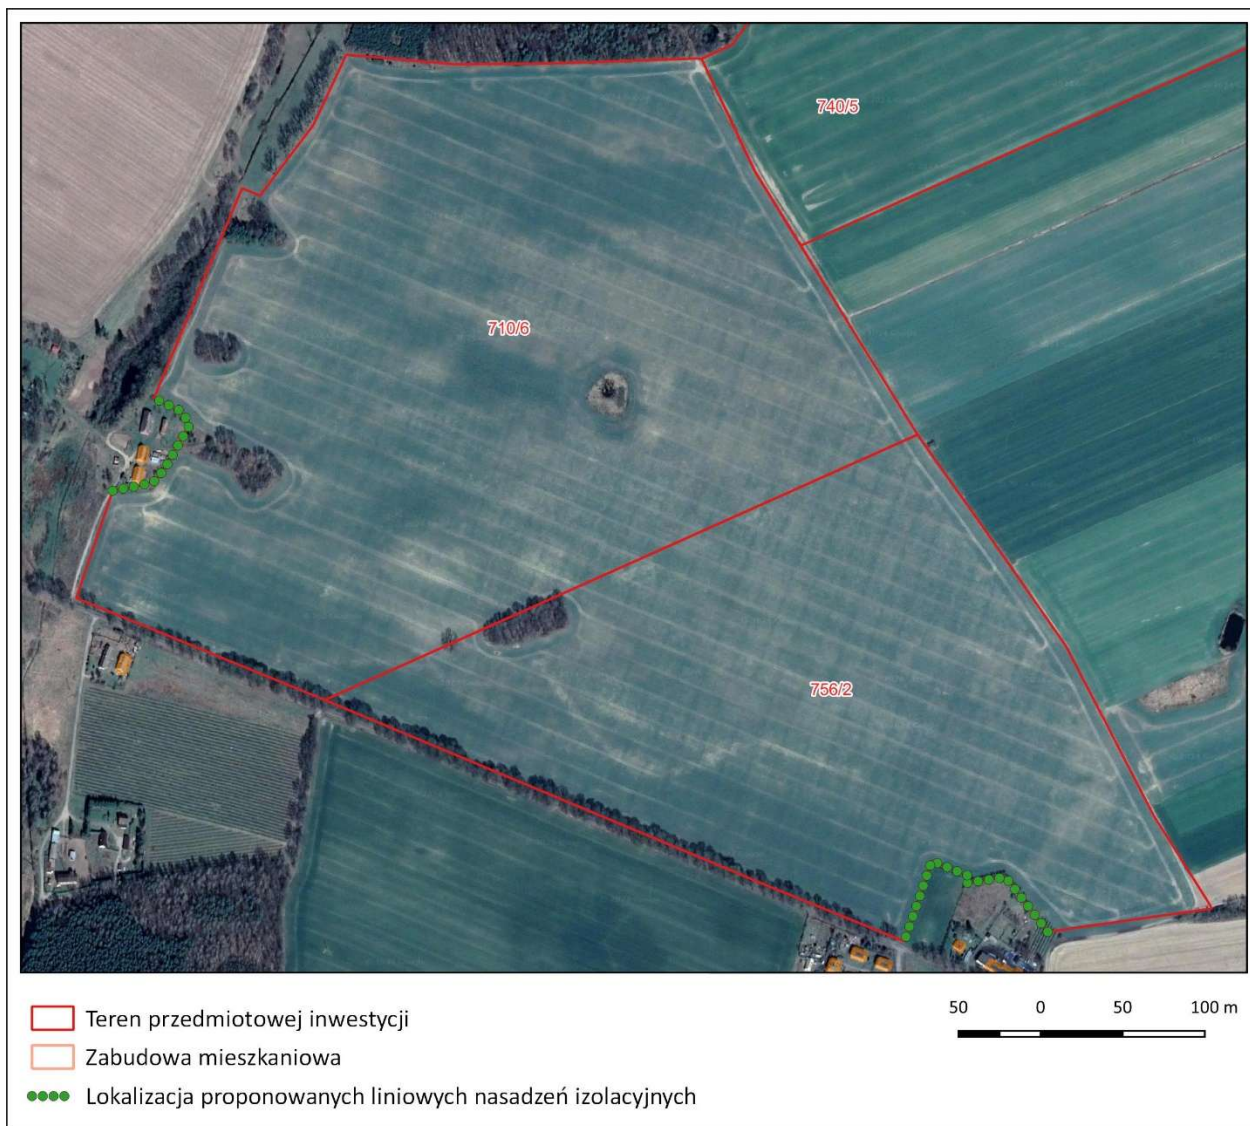 740/5
710/6
756/2
Teren przedmiotowej inwestycji
50 0 50 100 m
Zabudowa mieszkaniowa
Lokalizacja proponowanych liniowych nasadzeń izolacyjnych